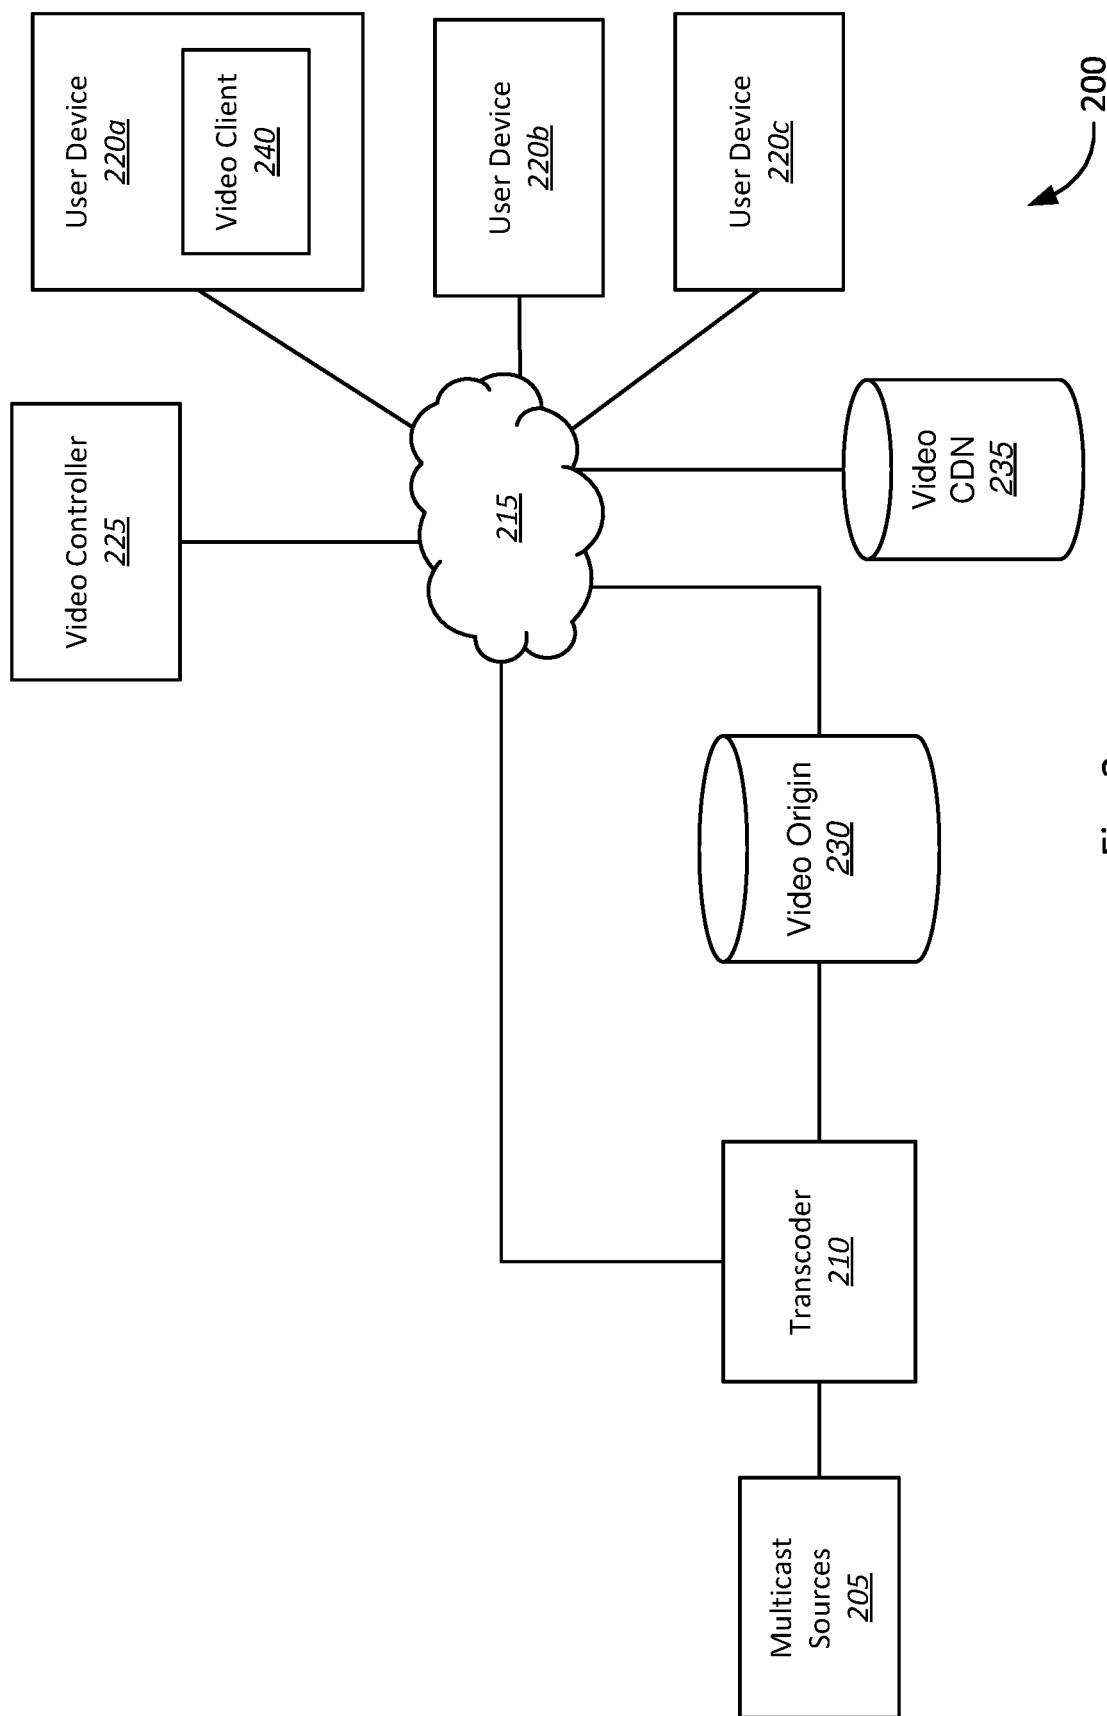 Video Controller
225
User Device
220a
Video Client
240
215
User Device
220b
User Device
220c
Multicast
Sources
205
Transcoder
210
Video Origin
230
Video
CDN
235
200